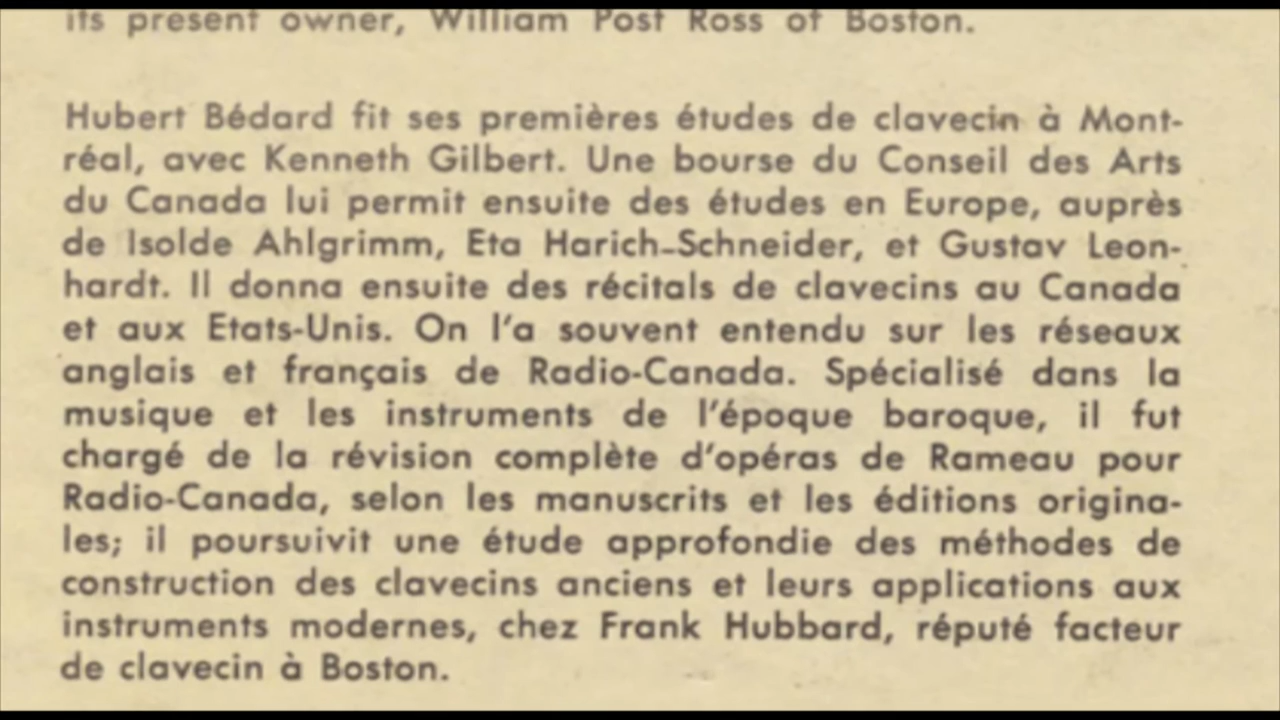 its present owner, William Post Ross of Boston.
Hubert Bédard fit ses premières études de clavecin à Mont-
réal, avec Kenneth Gilbert. Une bourse du Conseil des Arts
du Canada lui permit ensuite des études en Europe, auprès
de Isolde Ahlgrimm, Eta Harich-Schneider, et Gustav Leon-
hardt. Il donna ensuite des récitals de clavecins au Canada
et aux Etats-Unis. On l'a souvent entendu sur les réseaux
anglais et français de Radio-Canada. Spécialisé dans la
musique et les instruments de l'époque baroque, il fut
chargé de la révision complète d'opéras de Rameau pour
Radio-Canada, selon les manuscrits et les éditions origina-
les; il poursuivit une étude approfondie des méthodes de
construction des clavecins anciens et leurs applications aux
instruments modernes, chez Frank Hubbard, réputé facteur
de clavecin à Boston.